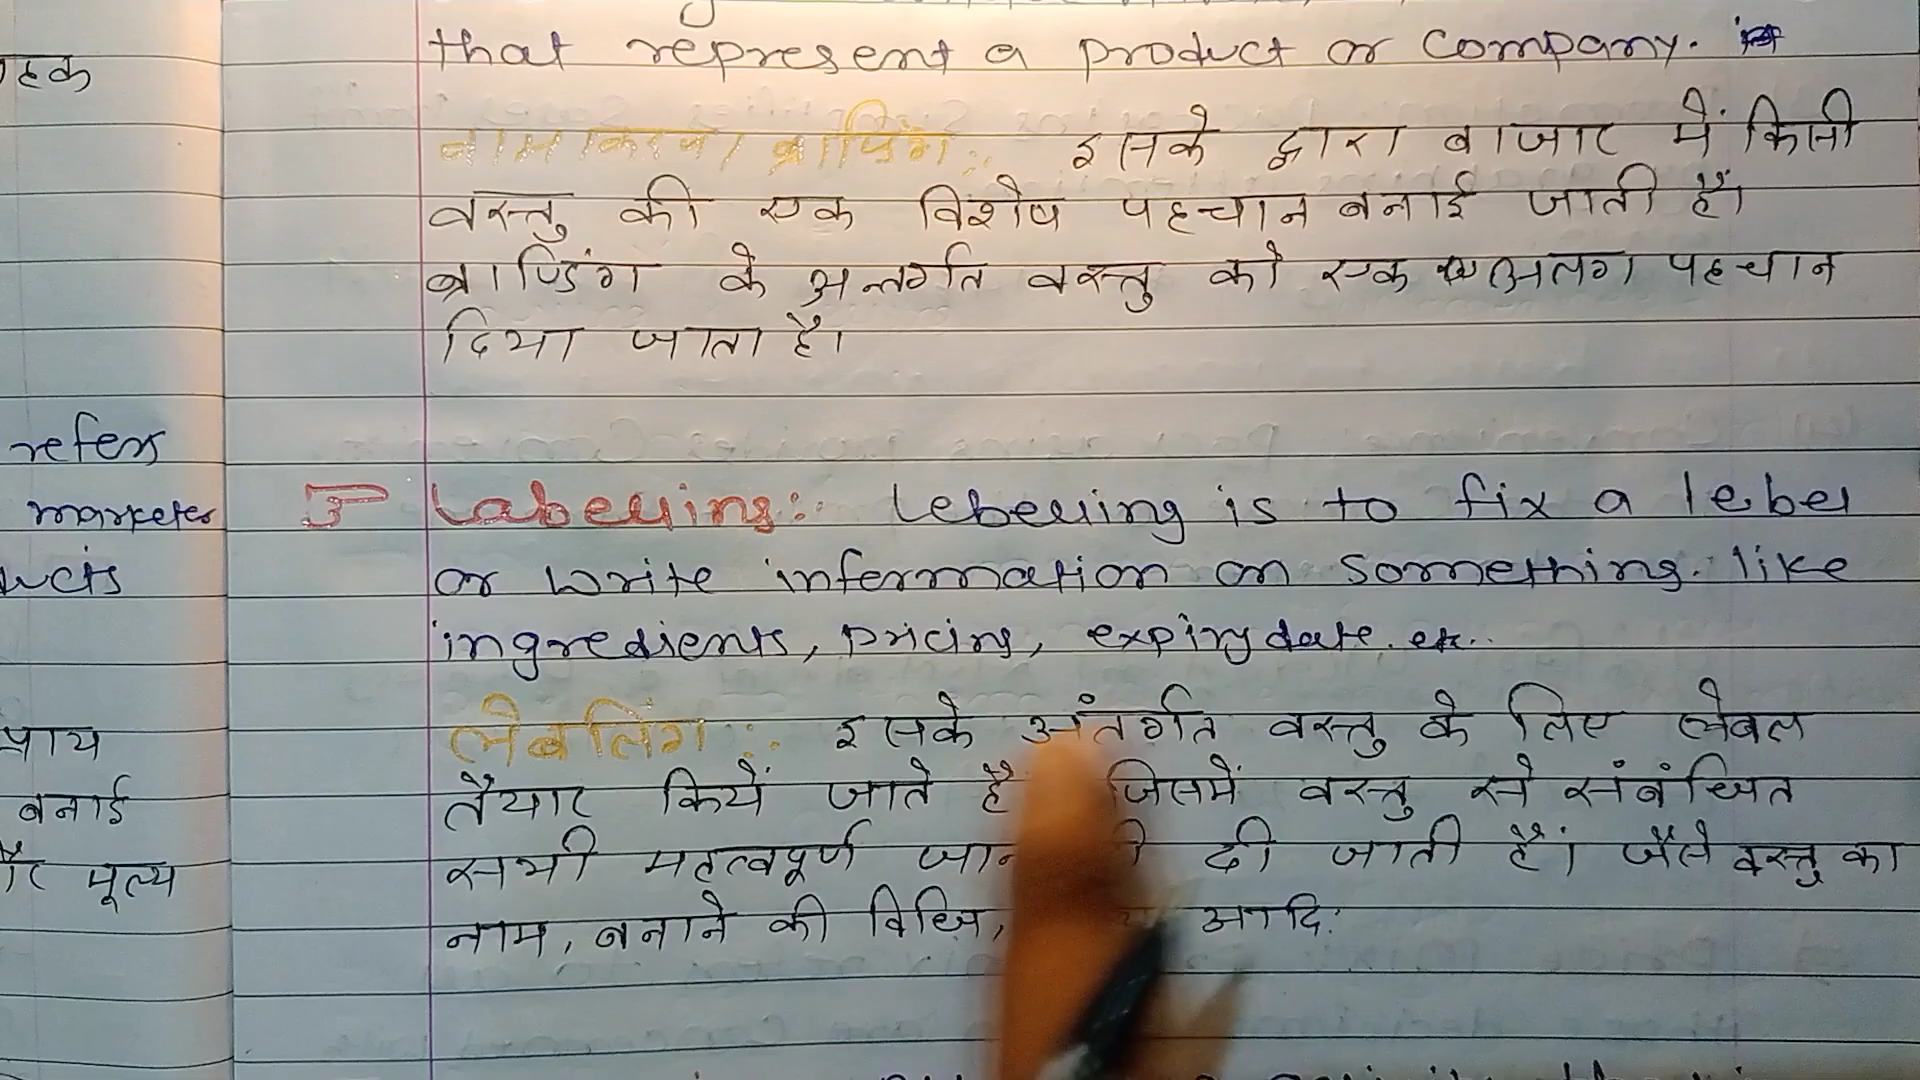 हक
refers
marketer
ucts
प्राय
बनाई
मूल्य
that represent a product or company.
नामकरण / ब्राण्डिंग :. इसके द्वारा बाजार में किसी
वस्तु की एक विशेष पहचान बनाई जाती हैं।
ब्राण्डिंग के अन्तर्गत वस्तु को एक अलग पहचान
दिया जाता है।
Labelling:. Lebelling is to fix a lebel
or write information on something. like
ingredients, pricing, expiry date. etc..
लेबलिंग :. इसके अंतर्गत वस्तु के लिए लेबल
तैयार किये जाते है जिसमें वस्तु से संबंधित
सभी महत्वपूर्ण दी जाती हैं। जैसे वस्तु का
नाम, बनाने की विधि, आदि.